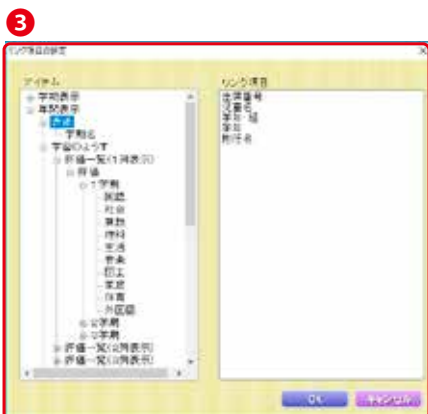 3
リンク項目の設定
アイテム
学期表示
年間表示
共通
学期名
学習のようす
評価一覧(1列表示)
評価
1学期
国語
社会
算数
理科
生活
音楽
図工
家庭
体育
外国語
2学期
3学期
評価一覧(2列表示)
評価一覧(3列表示)
リンク項目
出席番号
児童名
学年・組
学年
担任名
OK
キャンセル